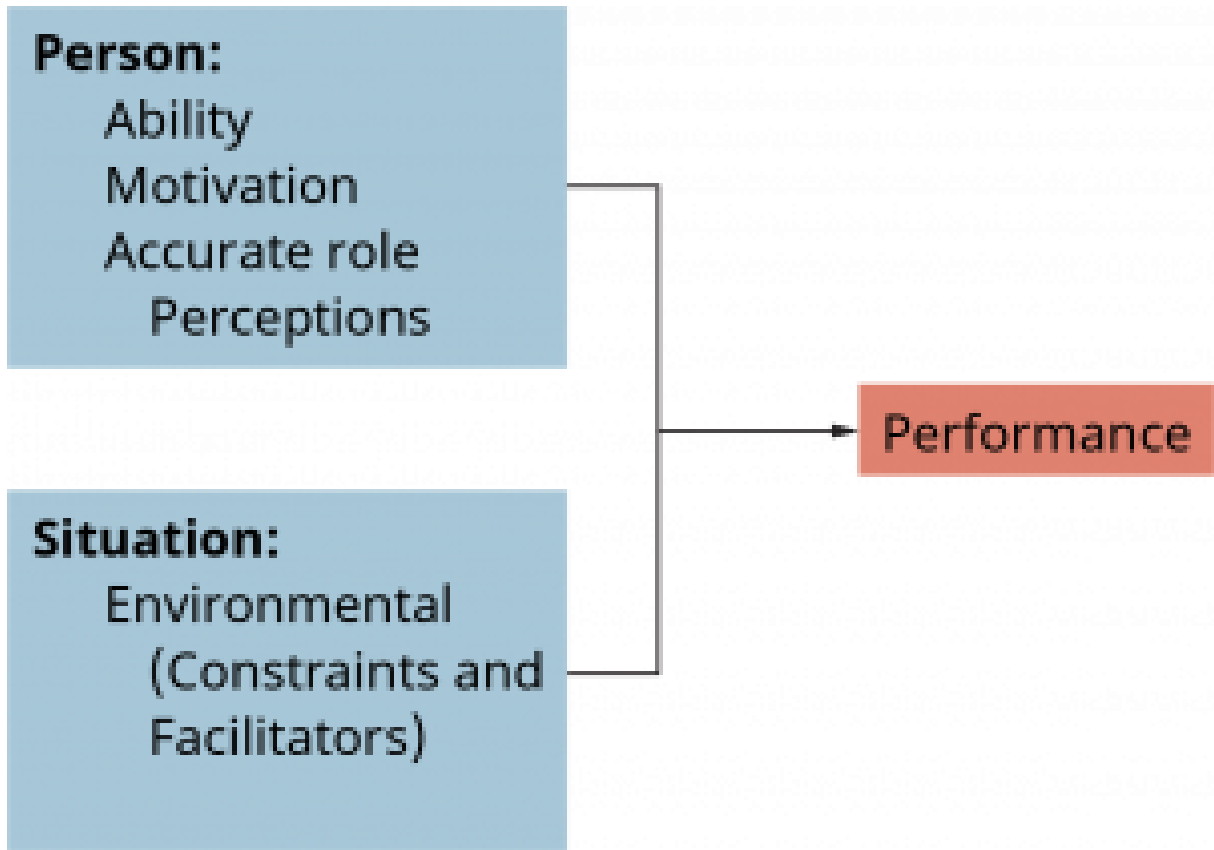 Person:
Ability
Motivation
Accurate role
Perceptions
Performance
Situation:
Environmental
(Constraints and
Facilitators)